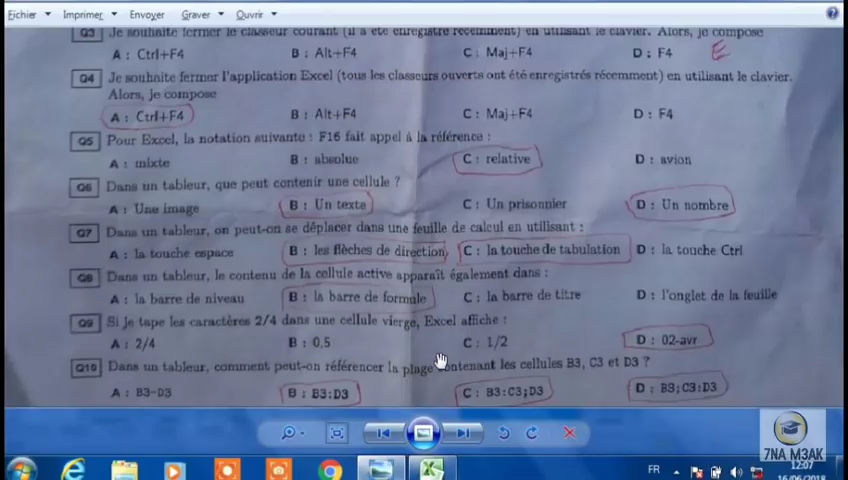 Fichier Imprimer Envoyer Graver Ouvrir
Q3 Je souhaite fermer le classeur courant (il a été enregistré récemment) en utilisant le clavier. Alors, je compose
A : Ctrl+F4 B : Alt+F4 C : Maj+F4 D : F4 E
Q4 Je souhaite fermer l'application Excel (tous les classeurs ouverts ont été enregistrés récemment) en utilisant le clavier.
Alors, je compose
A : Ctrl+F4 B : Alt+F4 C : Maj+F4 D : F4
Q5 Pour Excel, la notation suivante : F16 fait appel à la référence :
A : mixte B : absolue C : relative D : avion
Q6 Dans un tableur, que peut contenir une cellule ?
A : Une image B : Un texte C : Un prisonnier D : Un nombre
Q7 Dans un tableur, on peut-on se déplacer dans une feuille de calcul en utilisant :
A : la touche espace B : les flèches de direction C : la touche de tabulation D : la touche Ctrl
Q8 Dans un tableur, le contenu de la cellule active apparaît également dans :
A : la barre de niveau B : la barre de formule C : la barre de titre D : l'onglet de la feuille
Q9 Si je tape les caractères 2/4 dans une cellule vierge, Excel affiche :
A : 2/4 B : 0,5 C : 1/2 D : 02-avr
Q10 Dans un tableur, comment peut-on référencer la plage contenant les cellules B3, C3 et D3 ?
A : B3-D3 B : B3:D3 C : B3:C3;D3 D : B3;C3:D3
7NA M3AK
FR 12:07
16/06/2018